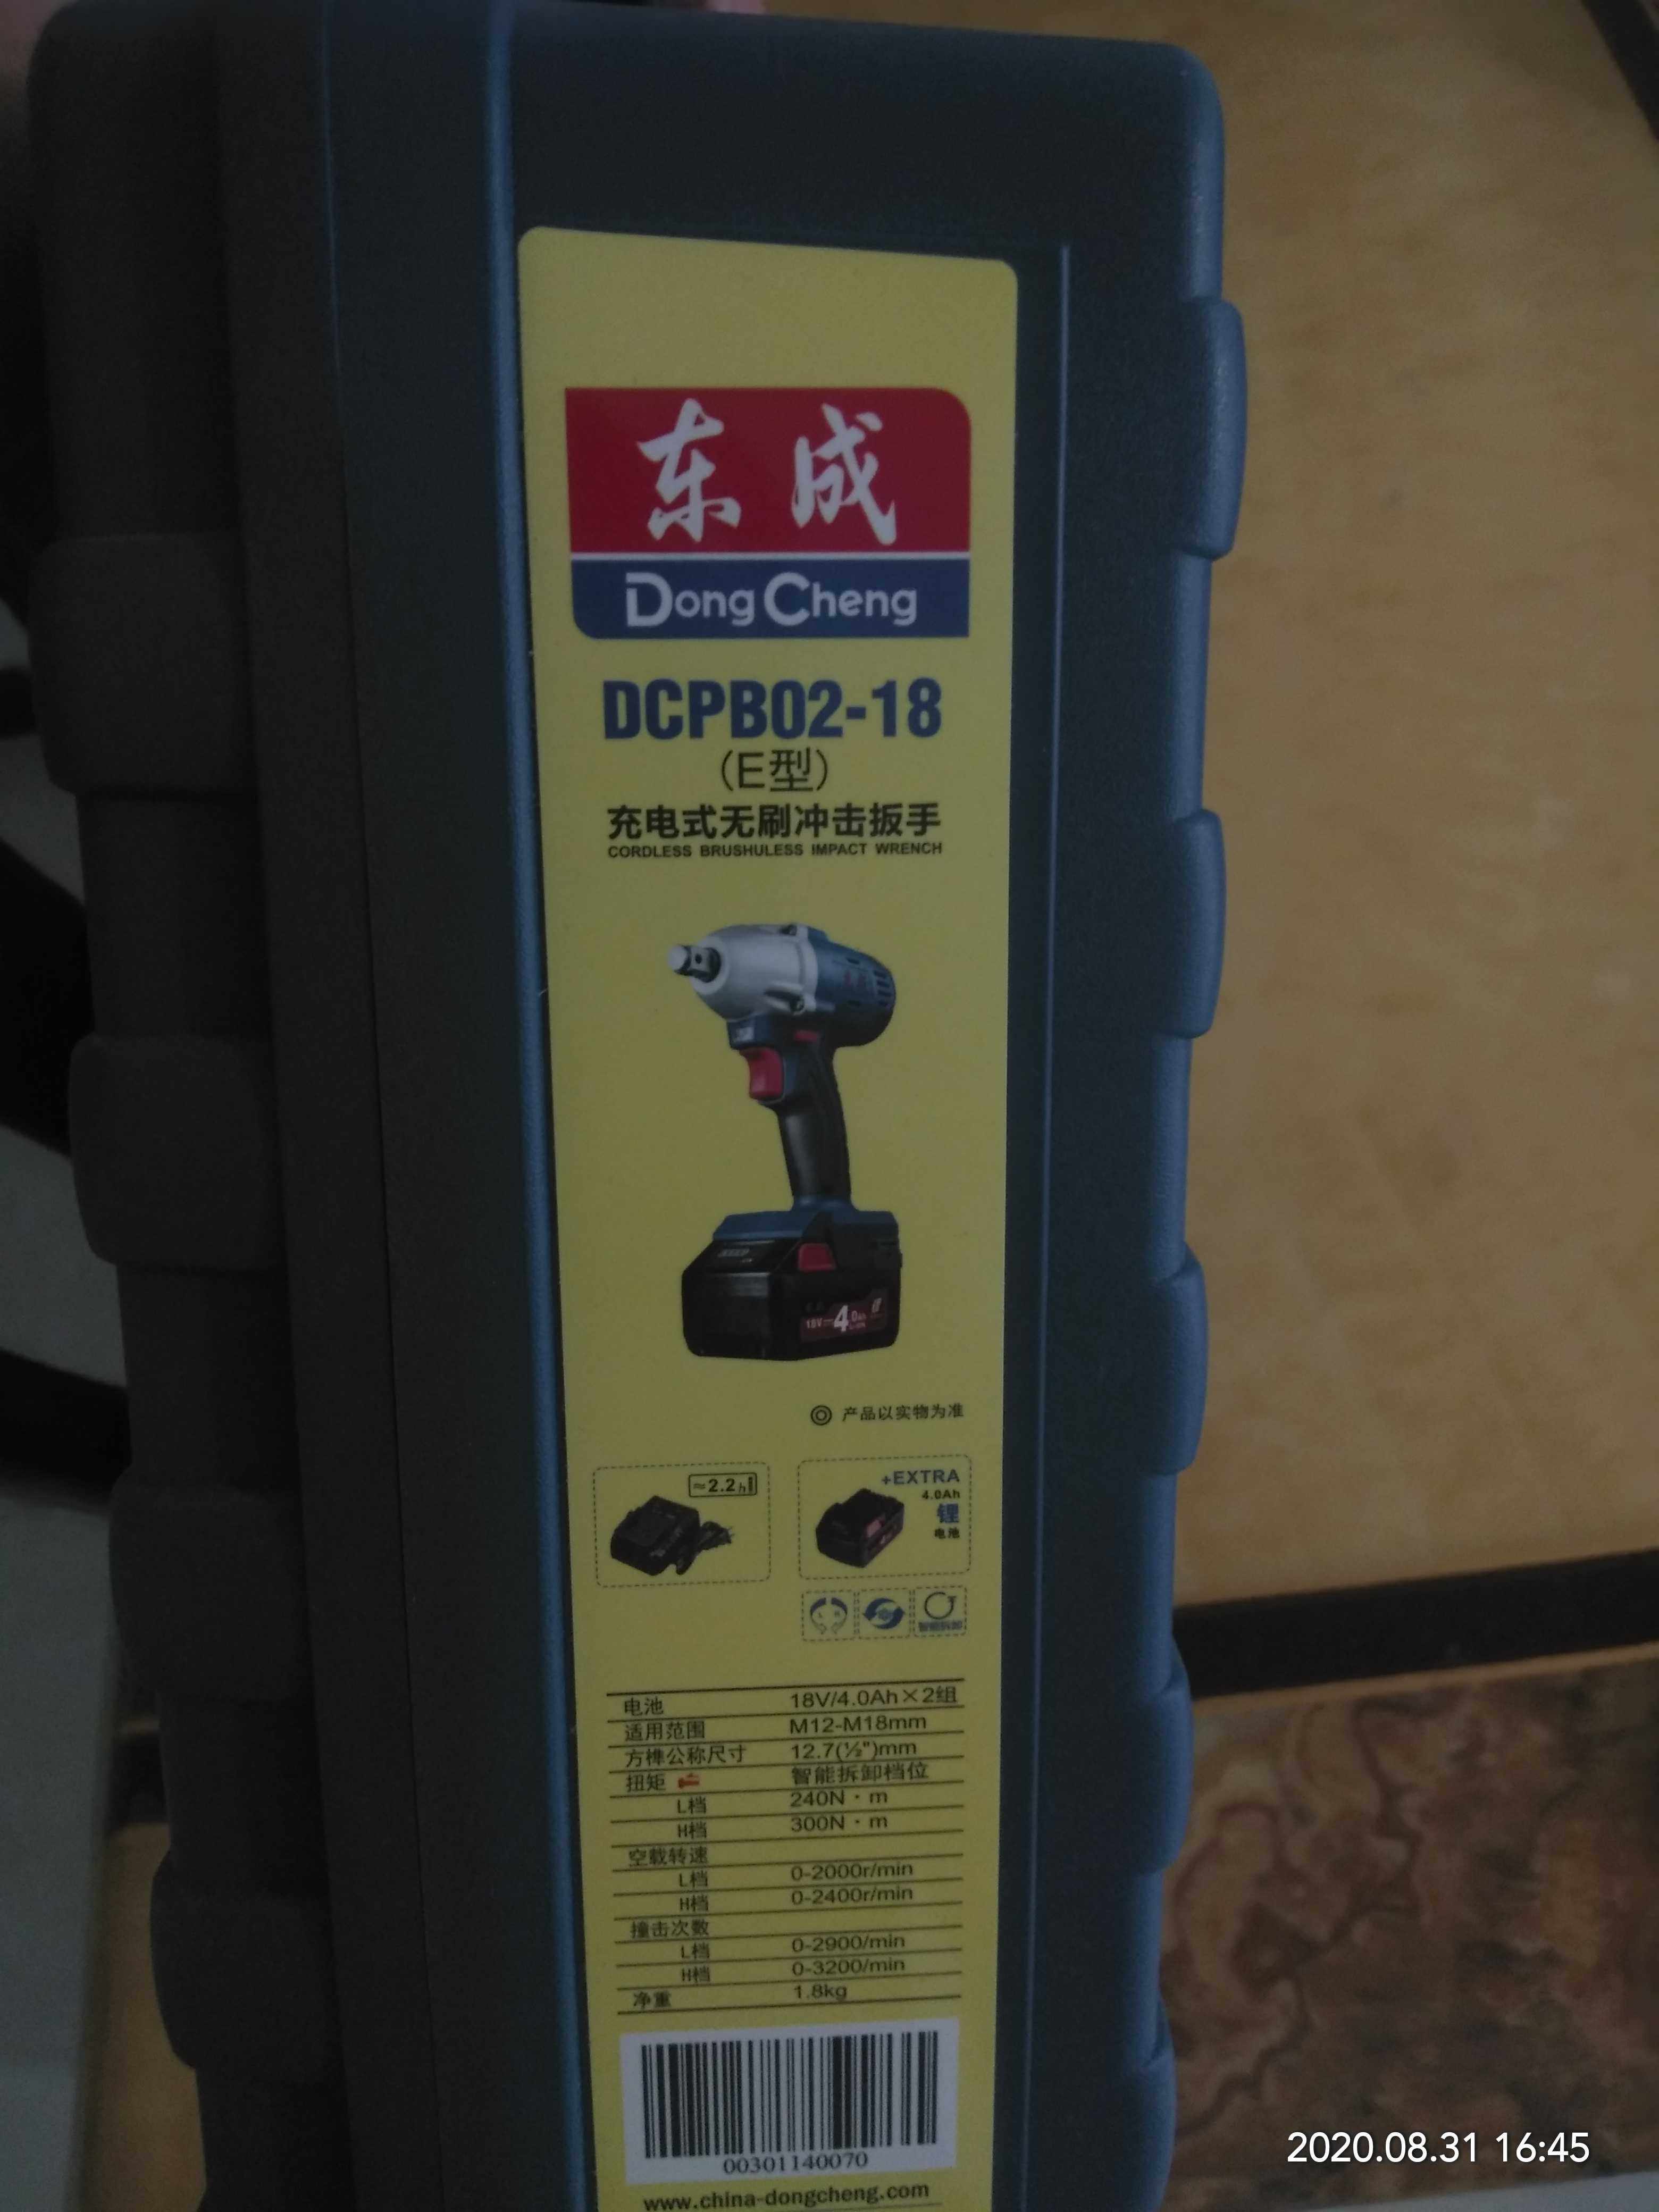 东成
DongCheng
DCPB02-18
（E型）
充电式无刷冲击扳手
CORDLESS BRUSHULESS IMPACT WRENCH
18V 4.0Ah
◎ 产品以实物为准
≈2.2h
+EXTRA
4.0Ah
锂
电池
电池 18V/4.0Ah×2组
适用范围 M12-M18mm
方榫公称尺寸 12.7(½")mm
扭矩 智能拆卸档位
L档 240N·m
H档 300N·m
空载转速
L档 0-2000r/min
H档 0-2400r/min
撞击次数
L档 0-2900/min
H档 0-3200/min
净重 1.8kg
00301140070
www.china-dongcheng.com
2020.08.31 16:45